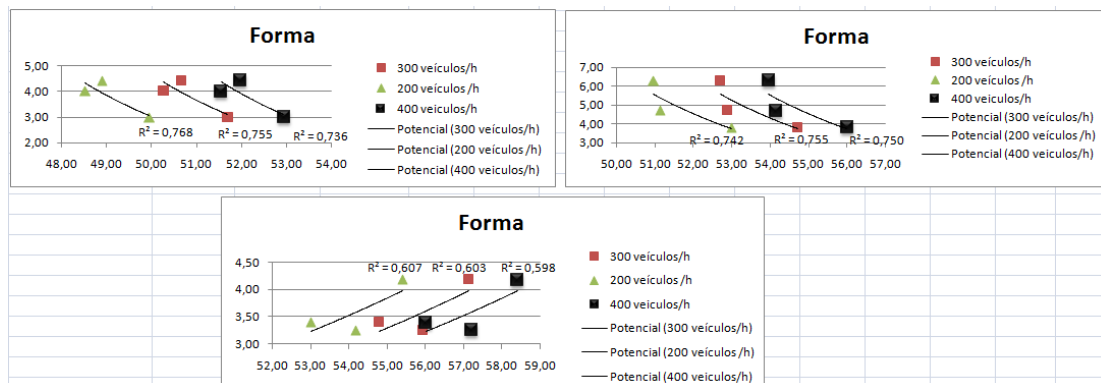 Forma
5,00
4,00
3,00
2,00
48,00 49,00 50,00 51,00 52,00 53,00 54,00
R² = 0,768 R² = 0,755 R² = 0,736
300 veículos/h
200 veículos/h
400 veículos/h
Potencial (300 veículos/h)
Potencial (200 veículos/h)
Potencial (400 veículos/h)
Forma
7,00
6,00
5,00
4,00
3,00
50,00 51,00 52,00 53,00 54,00 55,00 56,00 57,00
R² = 0,742 R² = 0,755 R² = 0,750
300 veículos/h
200 veículos/h
400 veículos/h
Potencial (300 veículos/h)
Potencial (200 veículos/h)
Potencial (400 veículos/h)
Forma
4,50
4,00
3,50
3,00
52,00 53,00 54,00 55,00 56,00 57,00 58,00 59,00
R² = 0,607 R² = 0,603 R² = 0,598
300 veículos/h
200 veículos/h
400 veiculos/h
Potencial (300 veículos/h)
Potencial (200 veículos/h)
Potencial (400 veículos/h)